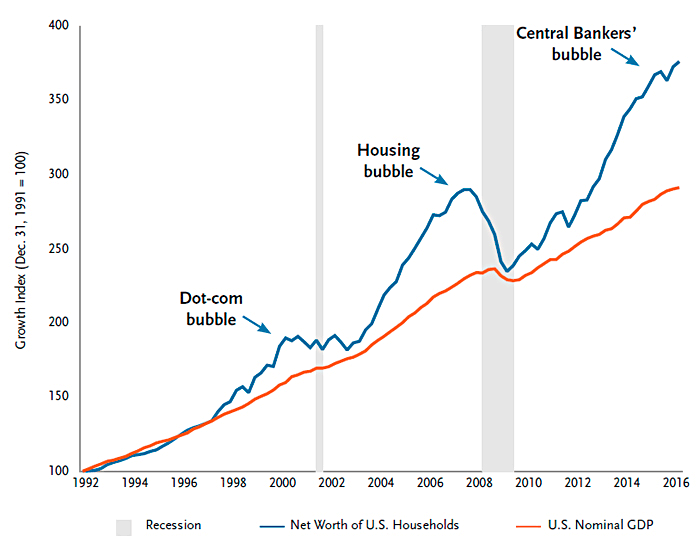 400
Central Bankers'
bubble
350
Housing
bubble
300
250
Dot-com
bubble
200
150
100
Growth Index (Dec. 31, 1991 = 100)
1992 1994 1996 1998 2000 2002 2004 2006 2008 2010 2012 2014 2016
Recession Net Worth of U.S. Households U.S. Nominal GDP